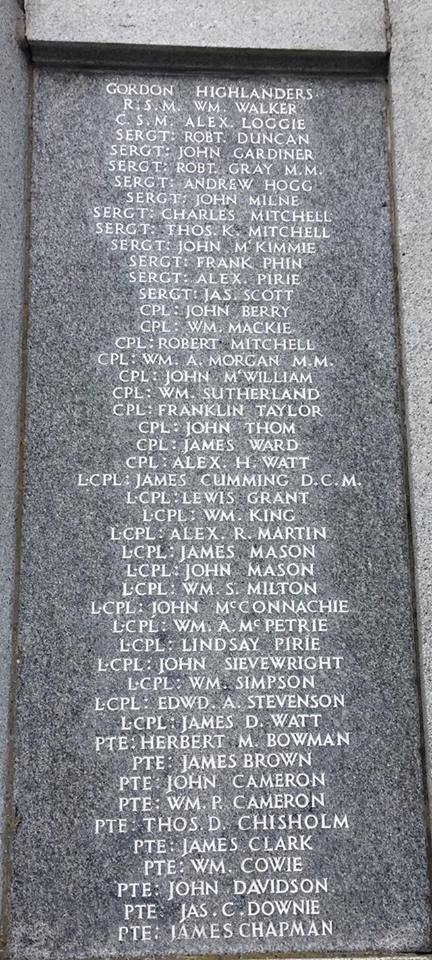 GORDON HIGHLANDERS
R.S.M. WM. WALKER
C.S.M. ALEX. LOGGIE
SERGT: ROBT. DUNCAN
SERGT: JOHN GARDINER
SERGT: ROBT. GRAY M.M.
SERGT: ANDREW HOGG
SERGT: JOHN MILNE
SERGT: CHARLES MITCHELL
SERGT: THOS. K. MITCHELL
SERGT: JOHN MCKIMMIE
SERGT: FRANK PHIN
SERGT: ALEX. PIRIE
SERGT: JAS. SCOTT
CPL: JOHN BERRY
CPL: WM. MACKIE
CPL: ROBERT MITCHELL
CPL: WM. A. MORGAN M.M.
CPL: JOHN MCWILLIAM
CPL: WM. SUTHERLAND
CPL: FRANKLIN TAYLOR
CPL: JOHN THOM
CPL: JAMES WARD
CPL: ALEX. H. WATT
L·CPL: JAMES CUMMING D.C.M.
L·CPL: LEWIS GRANT
L·CPL: WM. KING
L·CPL: ALEX. R. MARTIN
L·CPL: JAMES MASON
L·CPL: JOHN MASON
L·CPL: WM. S. MILTON
L·CPL: JOHN McCONNACHIE
L·CPL: WM. A. McPETRIE
L·CPL: LINDSAY PIRIE
L·CPL: JOHN SIEVEWRIGHT
L·CPL: WM. SIMPSON
L·CPL: EDWD. A. STEVENSON
L·CPL: JAMES D. WATT
PTE: HERBERT M. BOWMAN
PTE: JAMES BROWN
PTE: JOHN CAMERON
PTE: WM. P. CAMERON
PTE: THOS. D. CHISHOLM
PTE: JAMES CLARK
PTE: WM. COWIE
PTE: JOHN DAVIDSON
PTE: JAS. C. DOWNIE
PTE: JAMES CHAPMAN